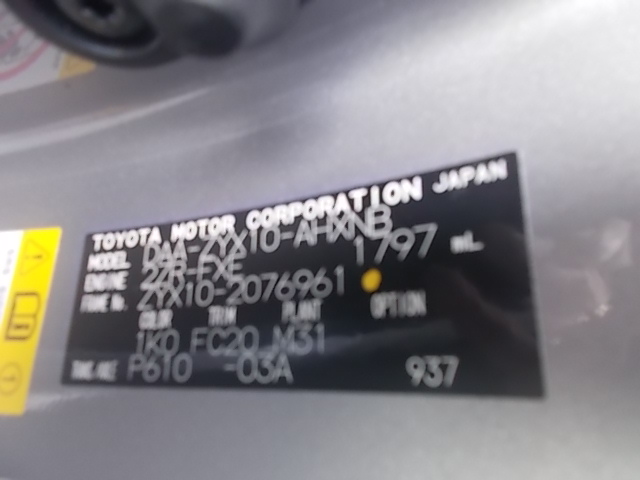 TOYOTA MOTOR CORPORATION JAPAN
MODEL DAA-ZYX10-AHXNB
ENGINE 2ZR-FXE 1797 mL
FRAME No. ZYX10-2076961
COLOR TRIM PLANT OPTION
1K0 FC20 M31
TRANS/AXLE P610 -03A 937